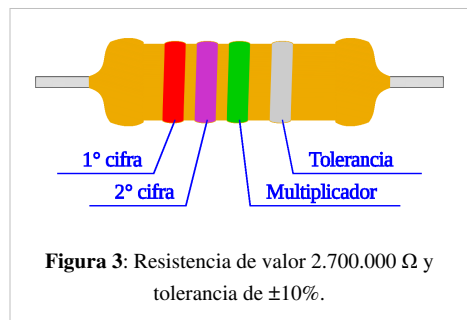 1° cifra
Tolerancia
2° cifra
Multiplicador
Figura 3: Resistencia de valor 2.700.000 Ω y
tolerancia de ±10%.